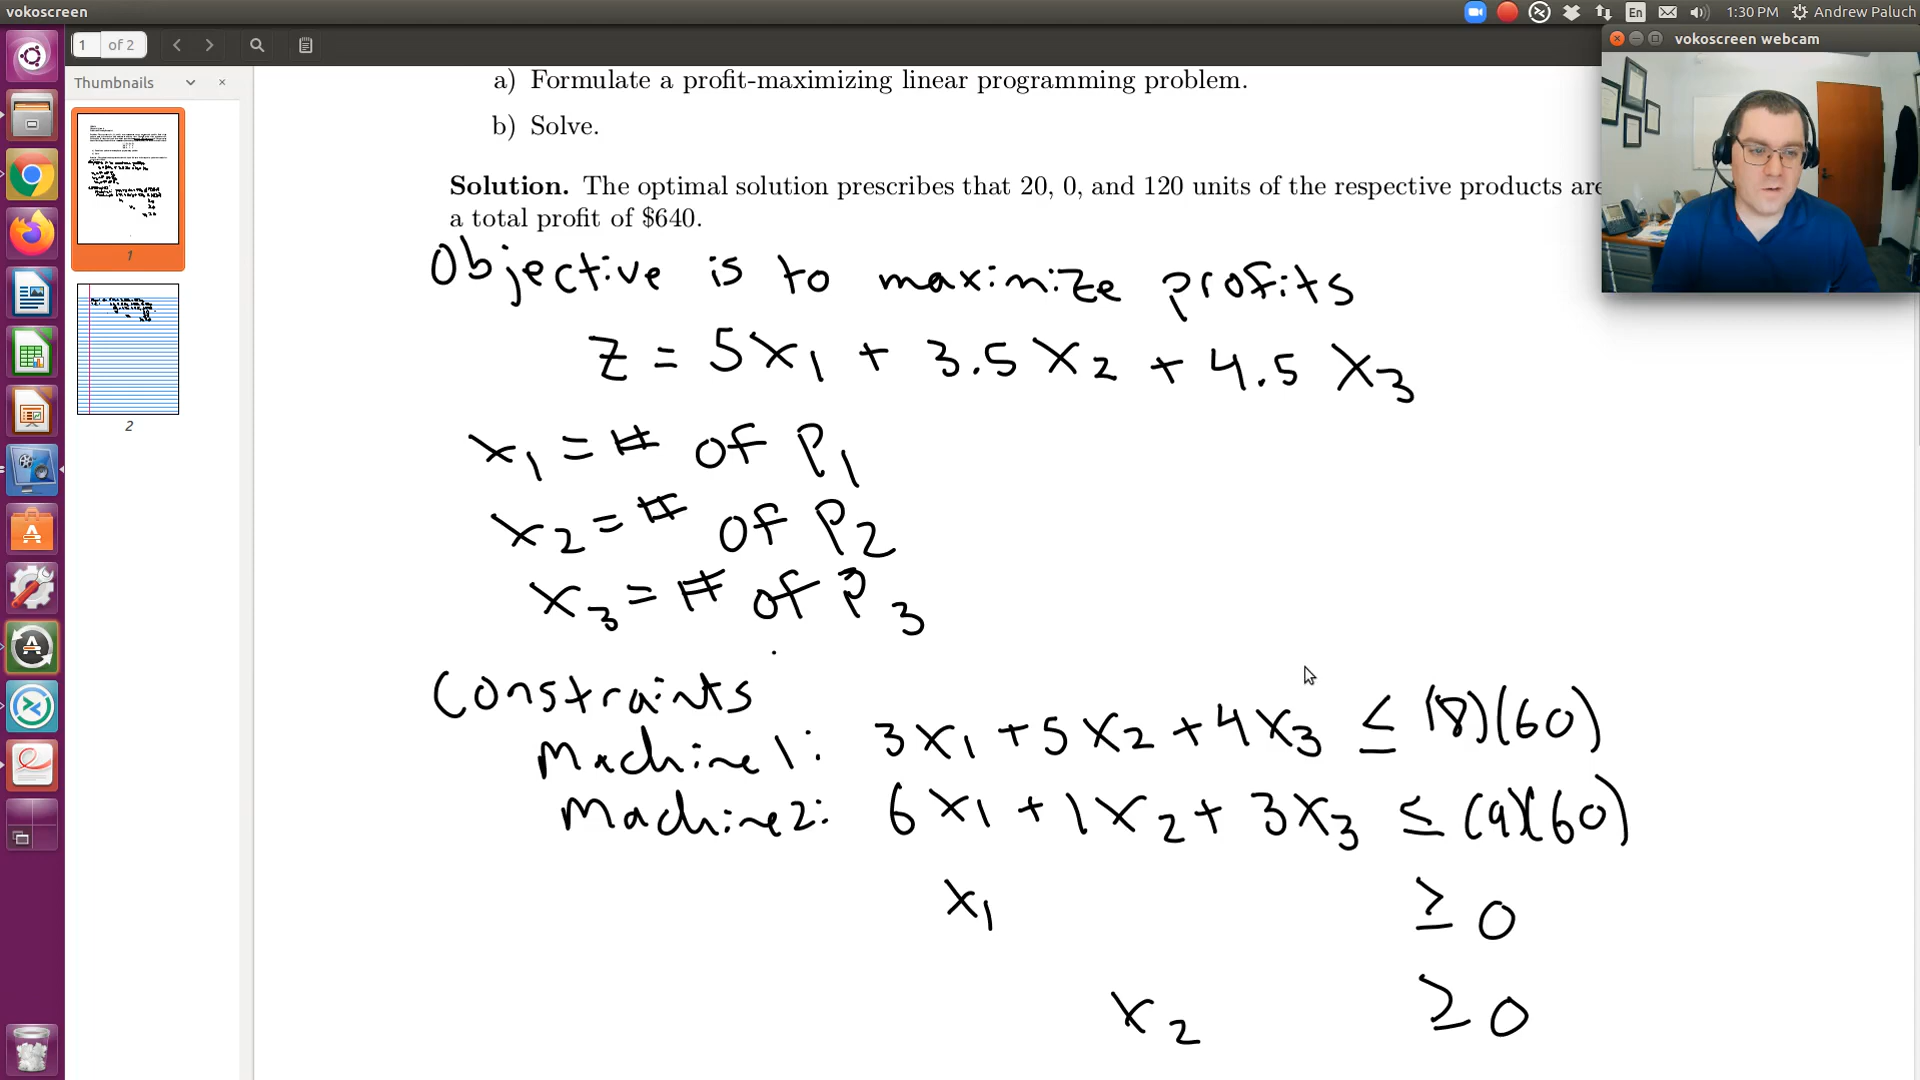 vokoscreen
En
1:30 PM
Andrew Paluch
1
of 2
vokoscreen webcam
Thumbnails
1
2
a) Formulate a profit-maximizing linear programming problem.
b) Solve.
Solution. The optimal solution prescribes that 20, 0, and 120 units of the respective products are
a total profit of $640.
Objective is to maximize profits
z = 5x₁ + 3.5x₂ + 4.5x₃
x₁ = # of P₁
x₂ = # of P₂
x₃ = # of P₃
Constraints
Machine 1: 3x₁ + 5x₂ + 4x₃ ≤ (8)(60)
Machine 2: 6x₁ + 1x₂ + 3x₃ ≤ (9)(60)
x₁ ≥ 0
x₂ ≥ 0